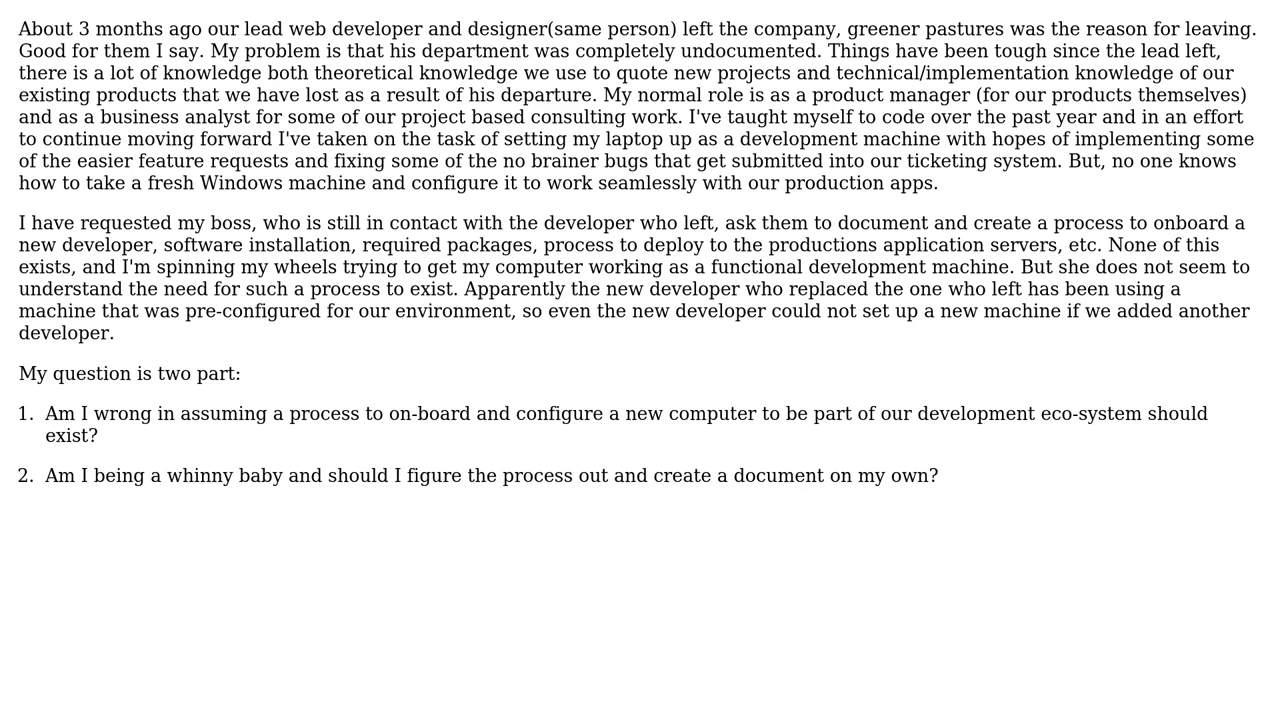 About 3 months ago our lead web developer and designer(same person) left the company, greener pastures was the reason for leaving.
Good for them I say. My problem is that his department was completely undocumented. Things have been tough since the lead left,
there is a lot of knowledge both theoretical knowledge we use to quote new projects and technical/implementation knowledge of our
existing products that we have lost as a result of his departure. My normal role is as a product manager (for our products themselves)
and as a business analyst for some of our project based consulting work. I've taught myself to code over the past year and in an effort
to continue moving forward I've taken on the task of setting my laptop up as a development machine with hopes of implementing some
of the easier feature requests and fixing some of the no brainer bugs that get submitted into our ticketing system. But, no one knows
how to take a fresh Windows machine and configure it to work seamlessly with our production apps.
I have requested my boss, who is still in contact with the developer who left, ask them to document and create a process to onboard a
new developer, software installation, required packages, process to deploy to the productions application servers, etc. None of this
exists, and I'm spinning my wheels trying to get my computer working as a functional development machine. But she does not seem to
understand the need for such a process to exist. Apparently the new developer who replaced the one who left has been using a
machine that was pre-configured for our environment, so even the new developer could not set up a new machine if we added another
developer.
My question is two part:
1. Am I wrong in assuming a process to on-board and configure a new computer to be part of our development eco-system should
exist?
2. Am I being a whinny baby and should I figure the process out and create a document on my own?